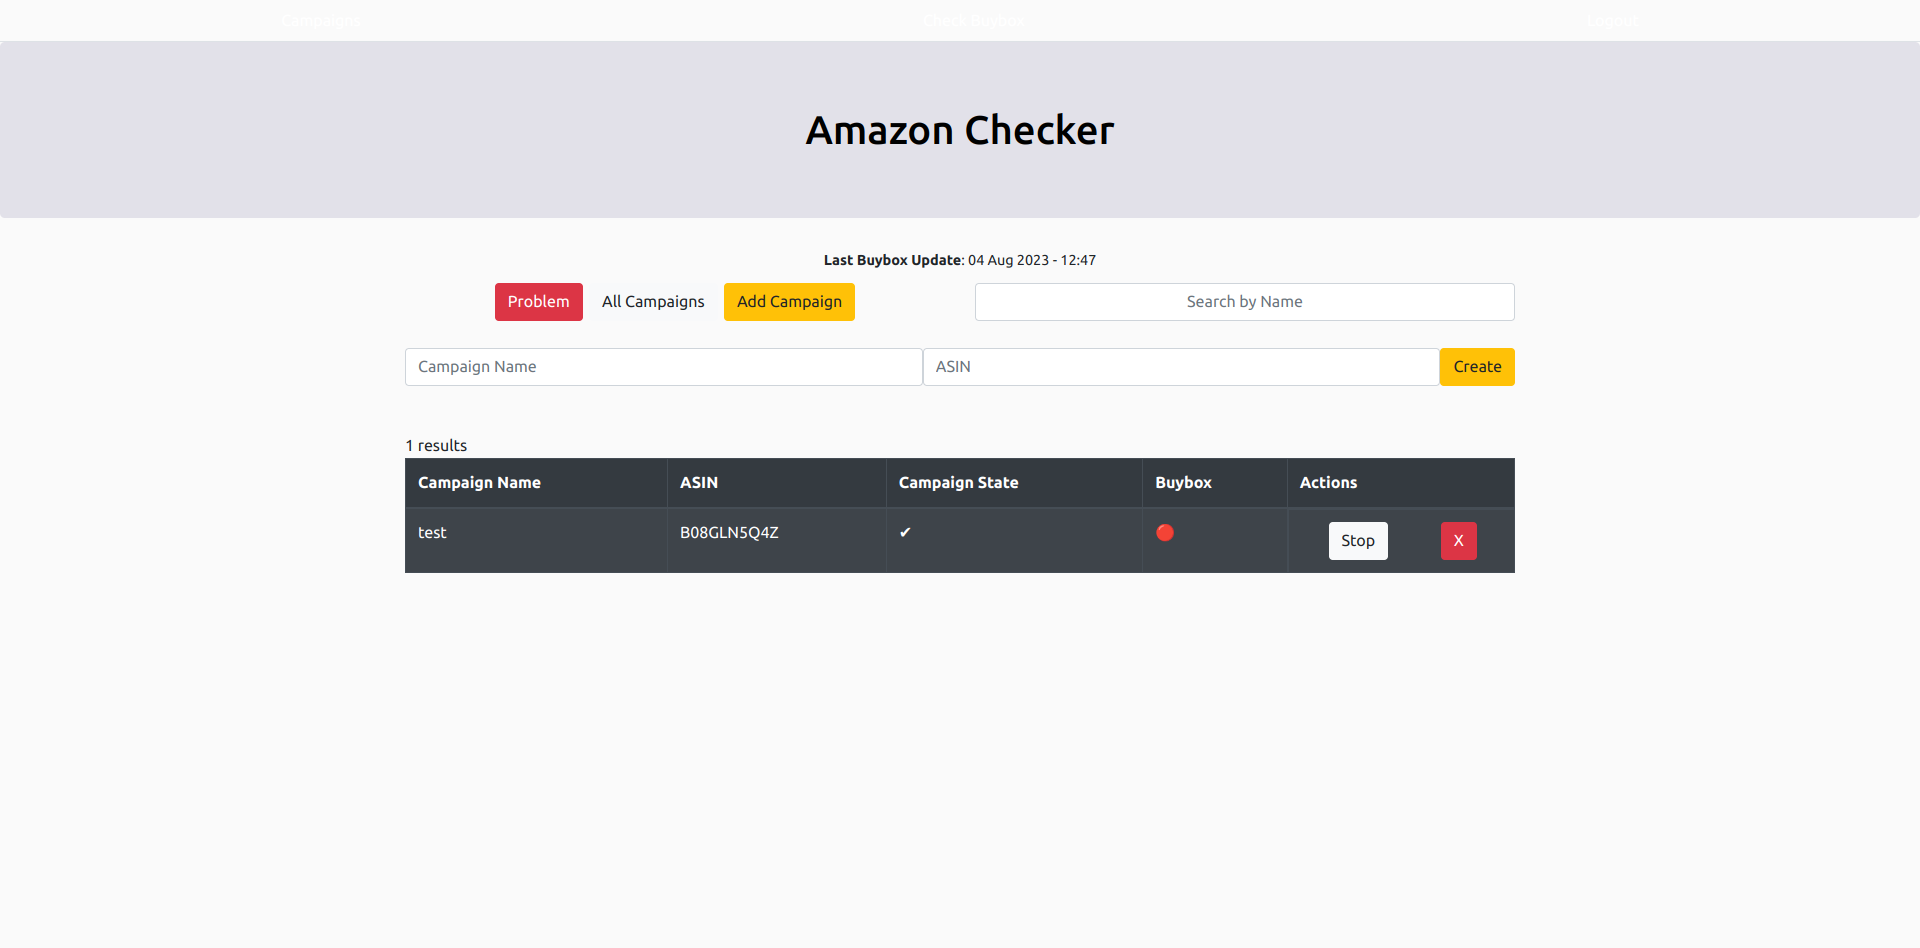 Campaigns Check Buybox Logout
Amazon Checker
Last Buybox Update: 04 Aug 2023 - 12:47
Problem All Campaigns Add Campaign Search by Name
Campaign Name ASIN Create
1 results
Campaign Name ASIN Campaign State Buybox Actions
test B08GLN5Q4Z ✔ 🔴 Stop X